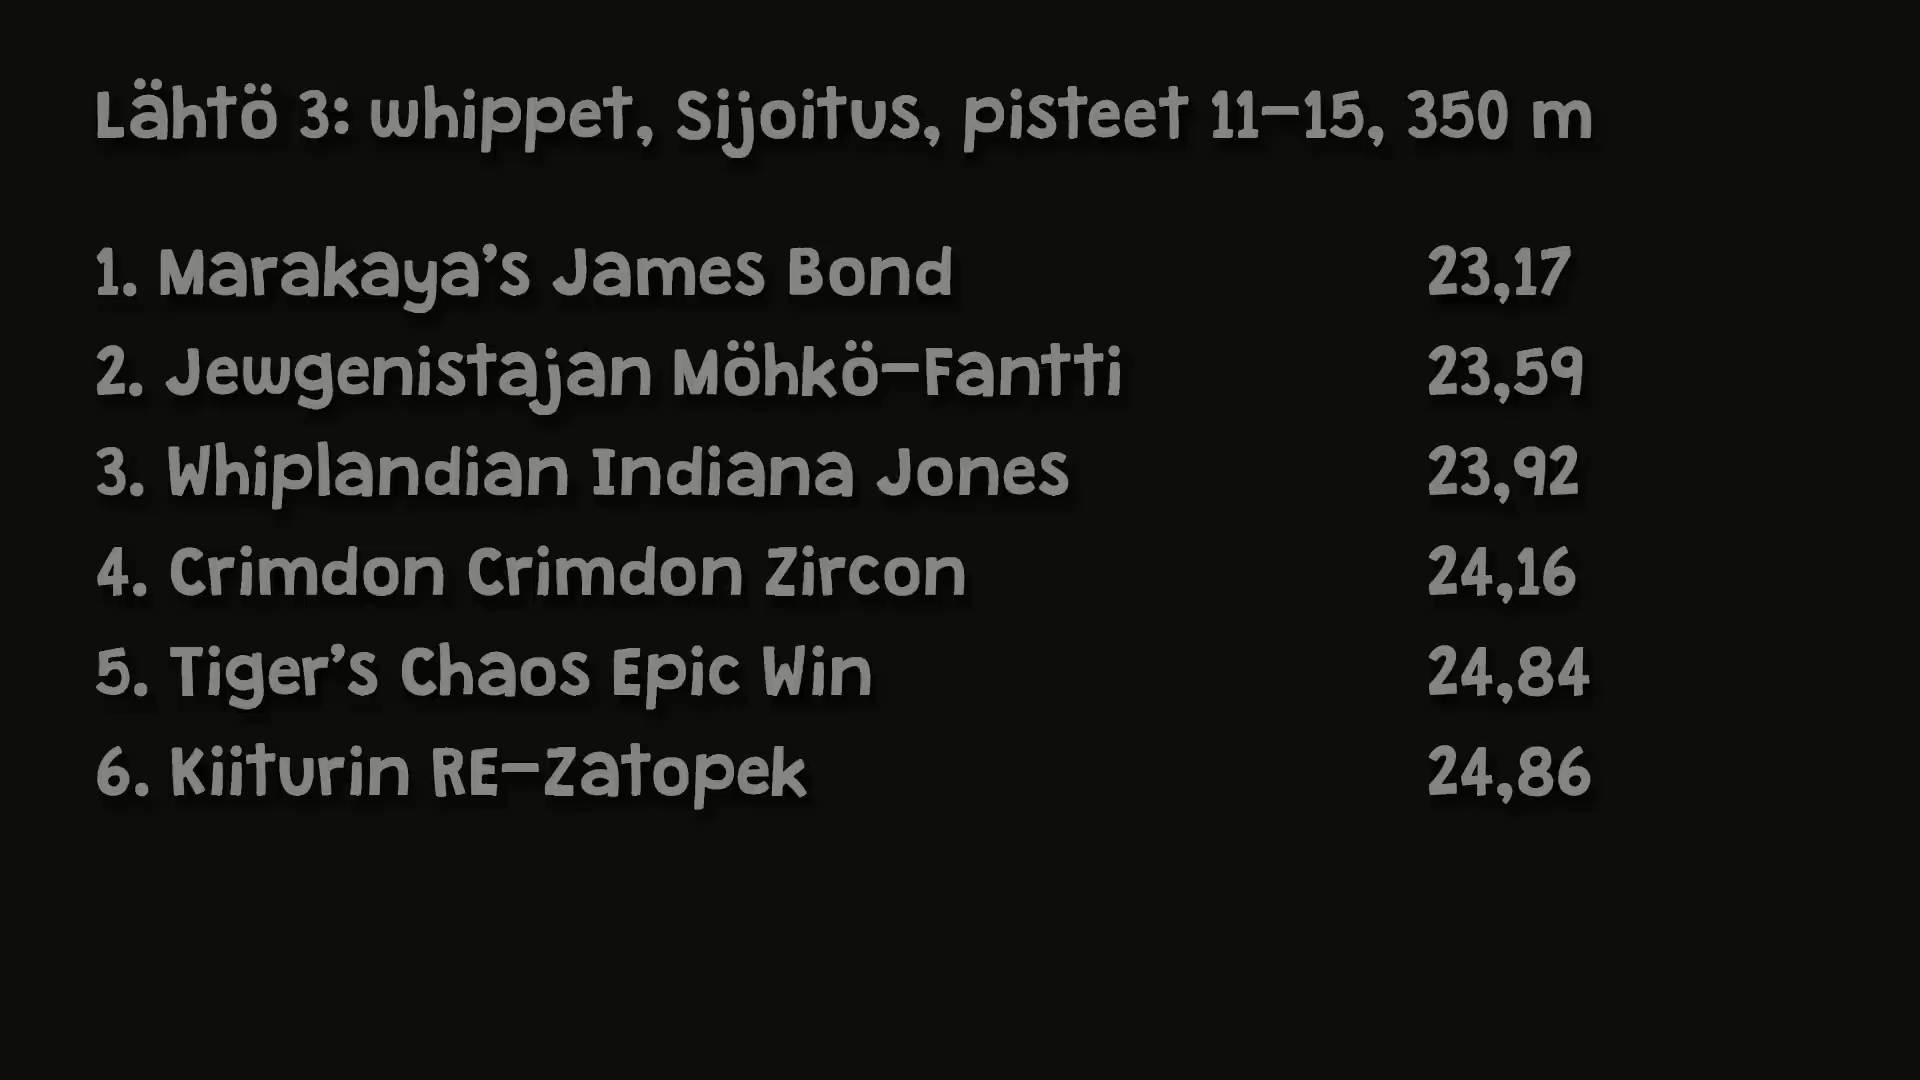 Lähtö 3: whippet, Sijoitus, pisteet 11-15, 350 m
1. Marakaya's James Bond 23,17
2. Jewgenistajan Möhkö-Fantti 23,59
3. Whiplandian Indiana Jones 23,92
4. Crimdon Crimdon Zircon 24,16
5. Tiger's Chaos Epic Win 24,84
6. Kiiturin RE-Zatopek 24,86